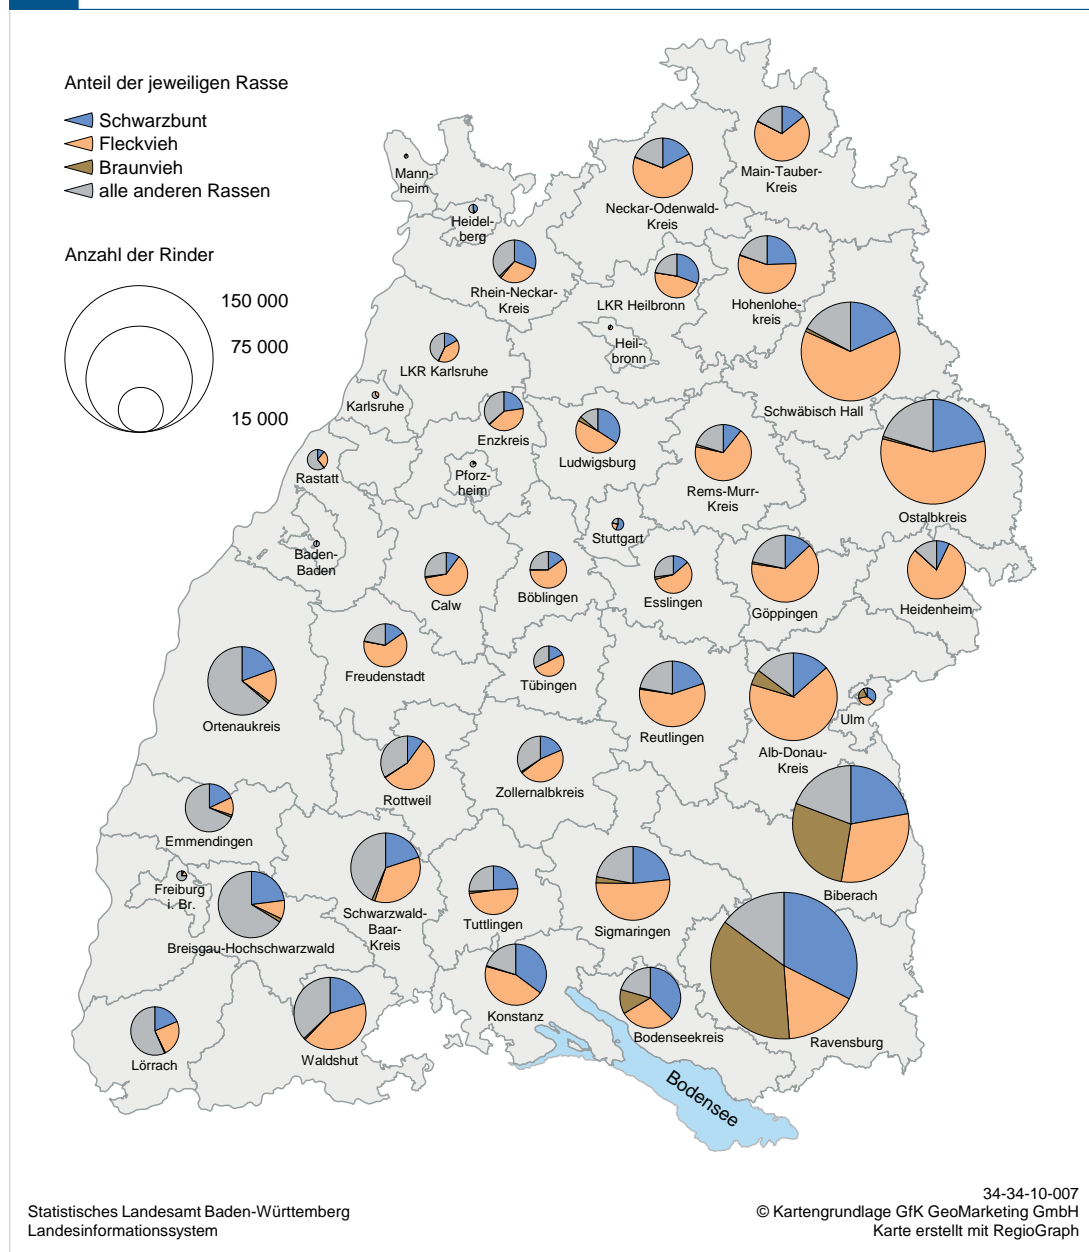 Anteil der jeweiligen Rasse
Schwarzbunt
Fleckvieh
Braunvieh
alle anderen Rassen
Anzahl der Rinder
150 000
75 000
15 000
Mann-
heim
Heidel-
berg
Main-Tauber-
Kreis
Neckar-Odenwald-
Kreis
Rhein-Neckar-
Kreis
LKR Heilbronn
Hohenlohe-
kreis
Heil-
bronn
LKR Karlsruhe
Schwäbisch Hall
Karlsruhe
Enzkreis
Ludwigsburg
Rems-Murr-
Kreis
Ostalbkreis
Rastatt
Pforz-
heim
Stuttgart
Baden-
Baden
Calw
Böblingen
Esslingen
Göppingen
Heidenheim
Freudenstadt
Tübingen
Ortenaukreis
Reutlingen
Ulm
Alb-Donau-
Kreis
Rottweil
Zollernalbkreis
Emmendingen
Biberach
Freiburg
i. Br.
Breisgau-Hochschwarzwald
Schwarzwald-
Baar-
Kreis
Tuttlingen
Sigmaringen
Konstanz
Bodenseekreis
Ravensburg
Lörrach
Waldshut
Bodensee
34-34-10-007
Statistisches Landesamt Baden-Württemberg
© Kartengrundlage GfK GeoMarketing GmbH
Landesinformationssystem
Karte erstellt mit RegioGraph